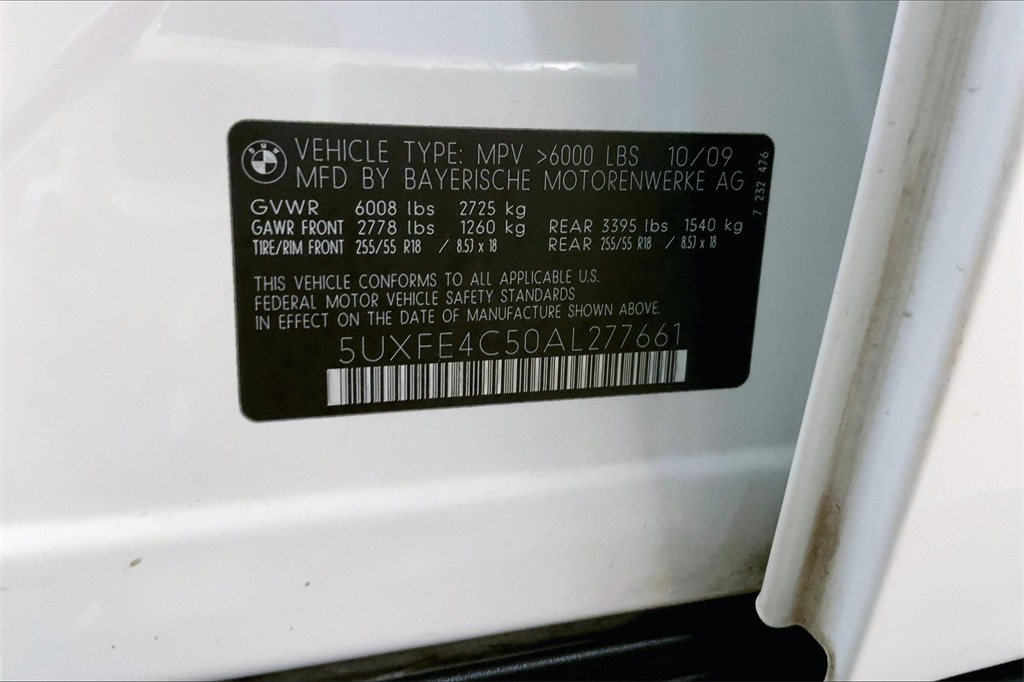 BMW
VEHICLE TYPE: MPV >6000 LBS 10/09
MFD BY BAYERISCHE MOTORENWERKE AG
GVWR 6008 lbs 2725 kg
GAWR FRONT 2778 lbs 1260 kg REAR 3395 lbs 1540 kg
TIRE/RIM FRONT 255/55 R18 / 8.5J x 18 REAR 255/55 R18 / 8.5J x 18
THIS VEHICLE CONFORMS TO ALL APPLICABLE U.S.
FEDERAL MOTOR VEHICLE SAFETY STANDARDS
IN EFFECT ON THE DATE OF MANUFACTURE SHOWN ABOVE.
5UXFE4C50AL277661
7 232 476